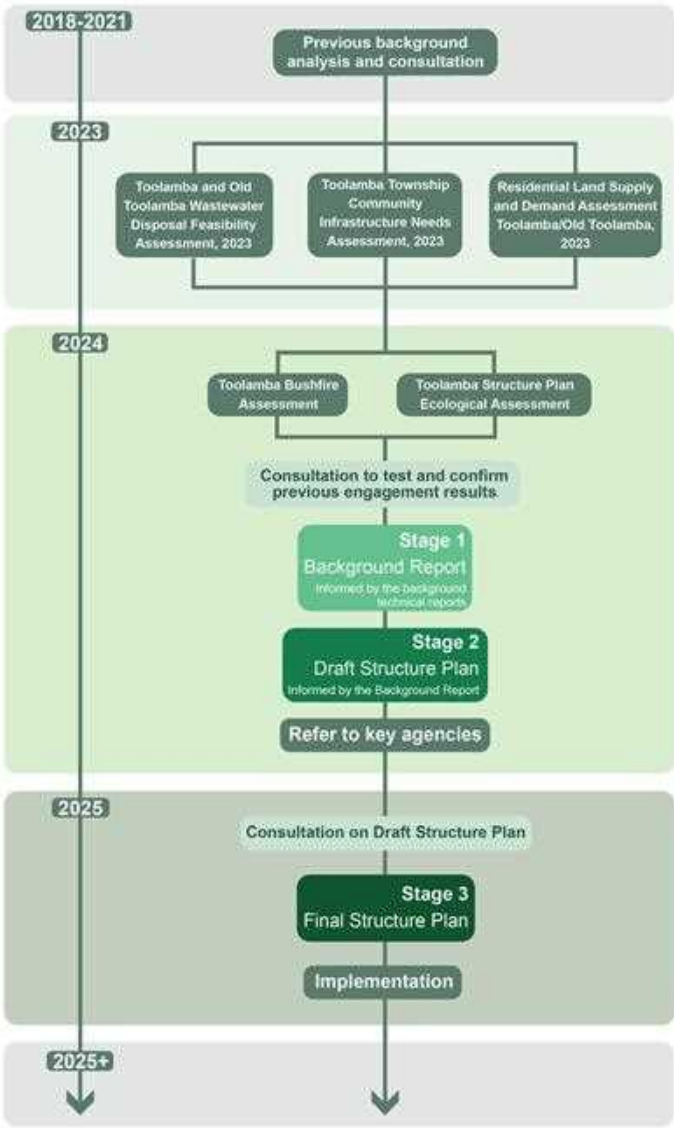 2018-2021
Previous background
analysis and consultation
2023
Toolamba and Old
Toolamba Wastewater
Disposal Feasibility
Assessment, 2023
Toolamba Township
Community
Infrastructure Needs
Assessment, 2023
Residential Land Supply
and Demand Assessment
Toolamba/Old Toolamba,
2023
2024
Toolamba Bushfire
Assessment
Toolamba Structure Plan
Ecological Assessment
Consultation to test and confirm
previous engagement results
Stage 1
Background Report
Informed by the background
technical reports
Stage 2
Draft Structure Plan
Informed by the Background Report
Refer to key agencies
2025
Consultation on Draft Structure Plan
Stage 3
Final Structure Plan
Implementation
2025+